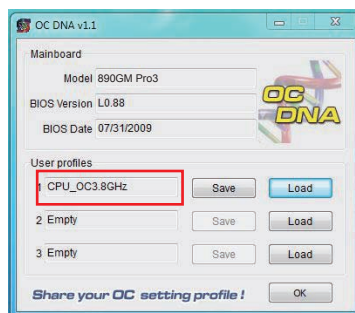 OC DNA v1.1
Mainboard
Model 890GM Pro3
BIOS Version L0.88
BIOS Date 07/31/2009
OC
DNA
User profiles
1 CPU_OC3.8GHz Save Load
2 Empty Save Load
3 Empty Save Load
Share your OC setting profile! OK